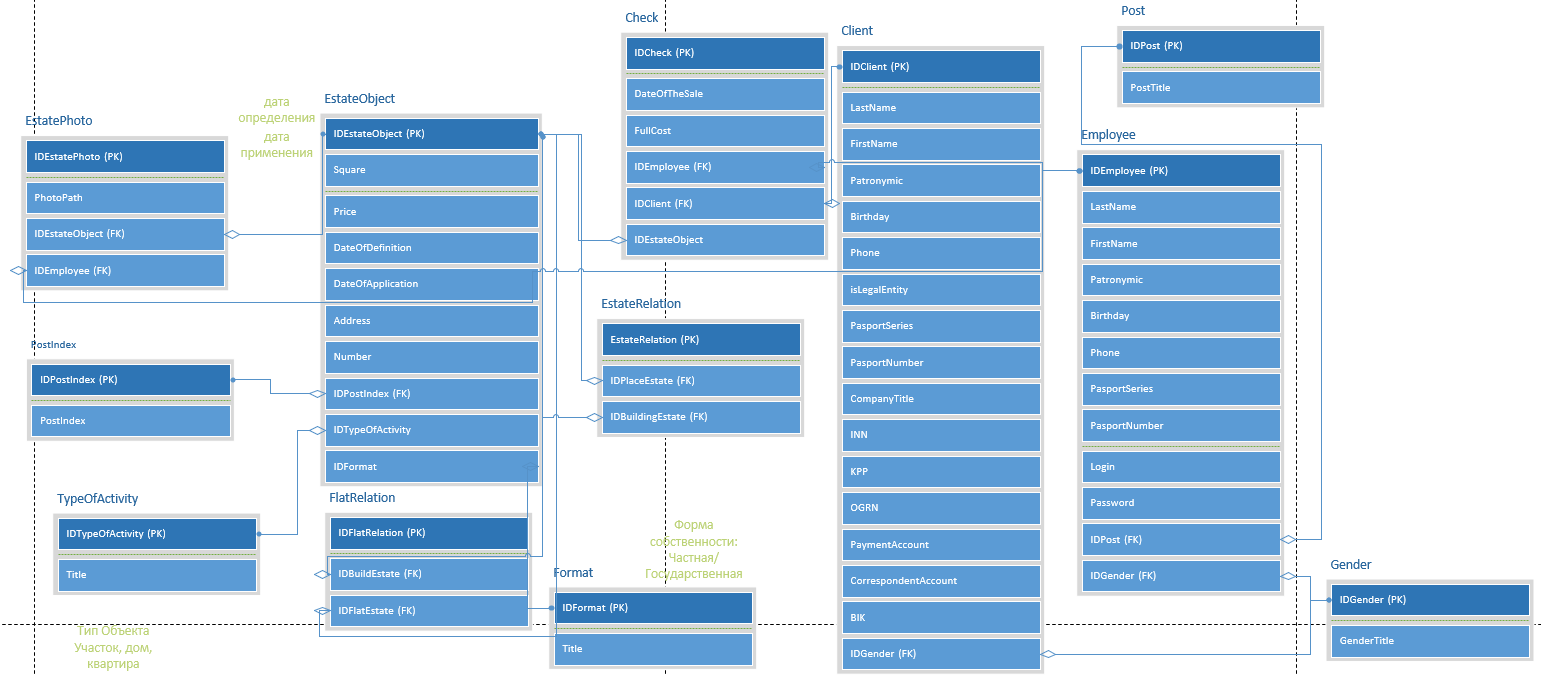 EstatePhoto
IDEstatePhoto (PK)
PhotoPath
IDEstateObject (FK)
IDEmployee (FK)
дата
определения
дата
применения
EstateObject
IDEstateObject (PK)
Square
Price
DateOfDefinition
DateOfApplication
Address
Number
IDPostIndex (FK)
IDTypeOfActivity
IDFormat
Check
IDCheck (PK)
DateOfTheSale
FullCost
IDEmployee (FK)
IDClient (FK)
IDEstateObject
Client
IDClient (PK)
LastName
FirstName
Patronymic
Birthday
Phone
isLegalEntity
PasportSeries
PasportNumber
CompanyTitle
INN
KPP
OGRN
PaymentAccount
CorrespondentAccount
BIK
IDGender (FK)
Post
IDPost (PK)
PostTitle
Employee
IDEmployee (PK)
LastName
FirstName
Patronymic
Birthday
Phone
PasportSeries
PasportNumber
Login
Password
IDPost (FK)
IDGender (FK)
EstateRelation
EstateRelation (PK)
IDPlaceEstate (FK)
IDBuildingEstate (FK)
PostIndex
IDPostIndex (PK)
PostIndex
TypeOfActivity
IDTypeOfActivity (PK)
Title
Тип Объекта
Участок, дом,
квартира
FlatRelation
IDFlatRelation (PK)
IDBuildEstate (FK)
IDFlatEstate (FK)
Форма
собственности:
Частная/
Государственная
Format
IDFormat (PK)
Title
Gender
IDGender (PK)
GenderTitle